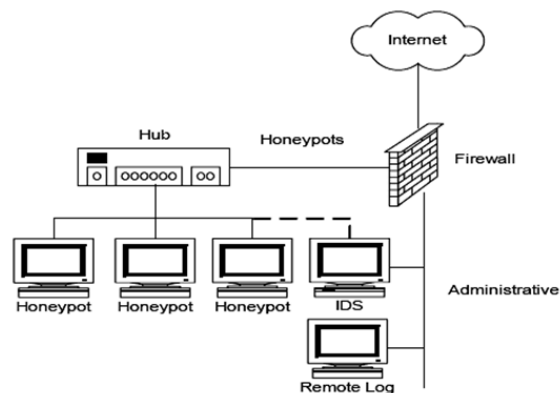 Internet
Hub
Honeypots
Firewall
Honeypot
Honeypot
Honeypot
IDS
Administrative
Remote Log